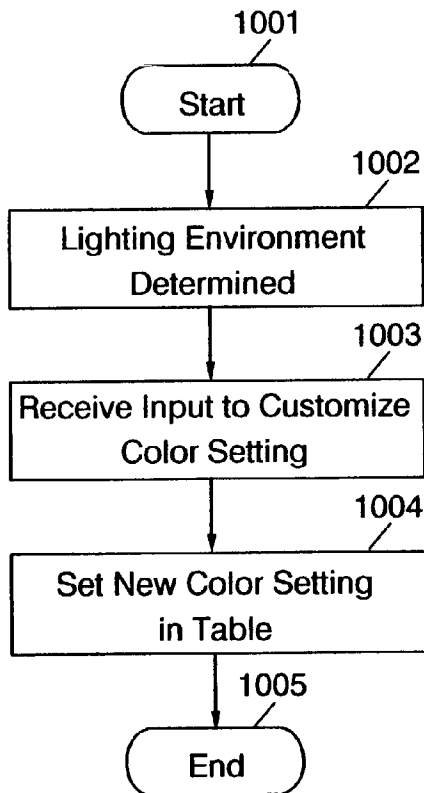 1001
Start
1002
Lighting Environment
Determined
1003
Receive Input to Customize
Color Setting
1004
Set New Color Setting
in Table
1005
End